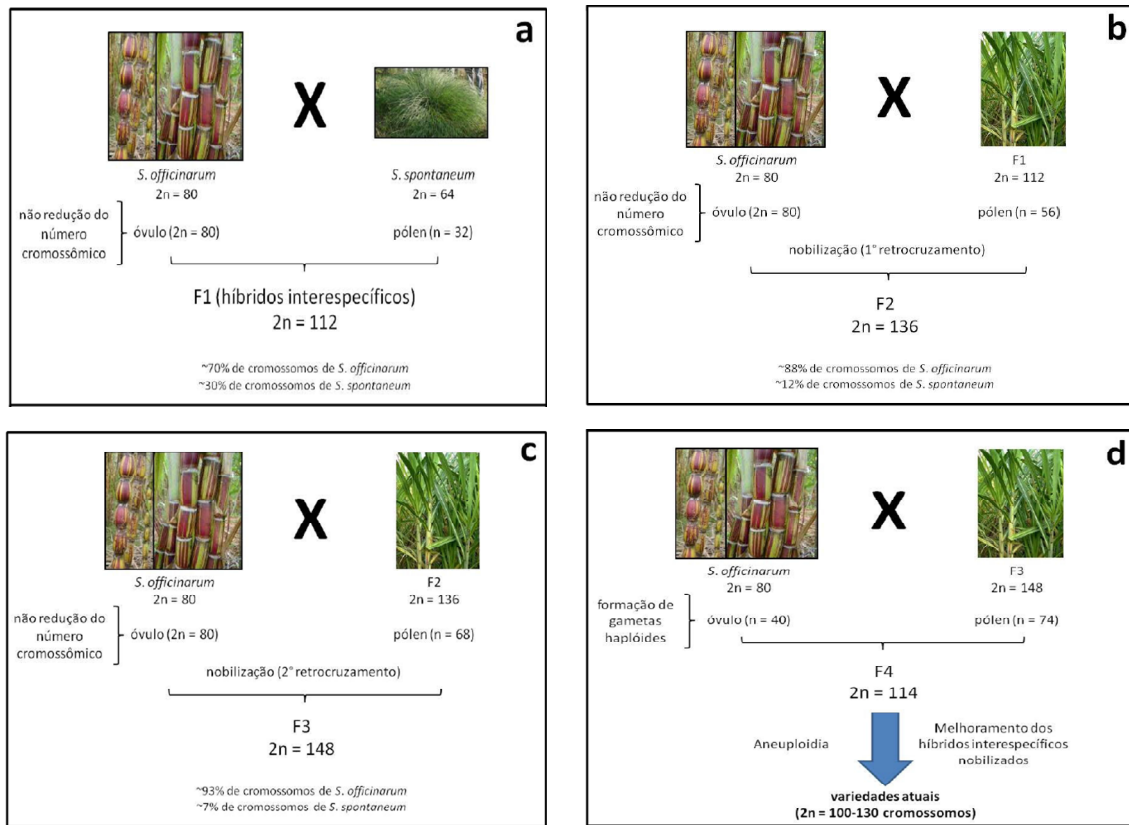 a
X
S. officinarum
2n = 80
S. spontaneum
2n = 64
não redução do
número
cromossômico
óvulo (2n = 80)
pólen (n = 32)
F1 (híbridos interespecíficos)
2n = 112
~70% de cromossomos de S. officinarum
~30% de cromossomos de S. spontaneum
b
X
S. officinarum
2n = 80
F1
2n = 112
não redução do
número
cromossômico
óvulo (2n = 80)
pólen (n = 56)
nobilização (1° retrocruzamento)
F2
2n = 136
~88% de cromossomos de S. officinarum
~12% de cromossomos de S. spontaneum
c
X
S. officinarum
2n = 80
F2
2n = 136
não redução do
número
cromossômico
óvulo (2n = 80)
pólen (n = 68)
nobilização (2° retrocruzamento)
F3
2n = 148
~93% de cromossomos de S. officinarum
~7% de cromossomos de S. spontaneum
d
X
S. officinarum
2n = 80
F3
2n = 148
formação de
gametas
haplóides
óvulo (n = 40)
pólen (n = 74)
F4
2n = 114
Aneuploidia
Melhoramento dos
híbridos interespecíficos
nobilizados
variedades atuais
(2n = 100-130 cromossomos)